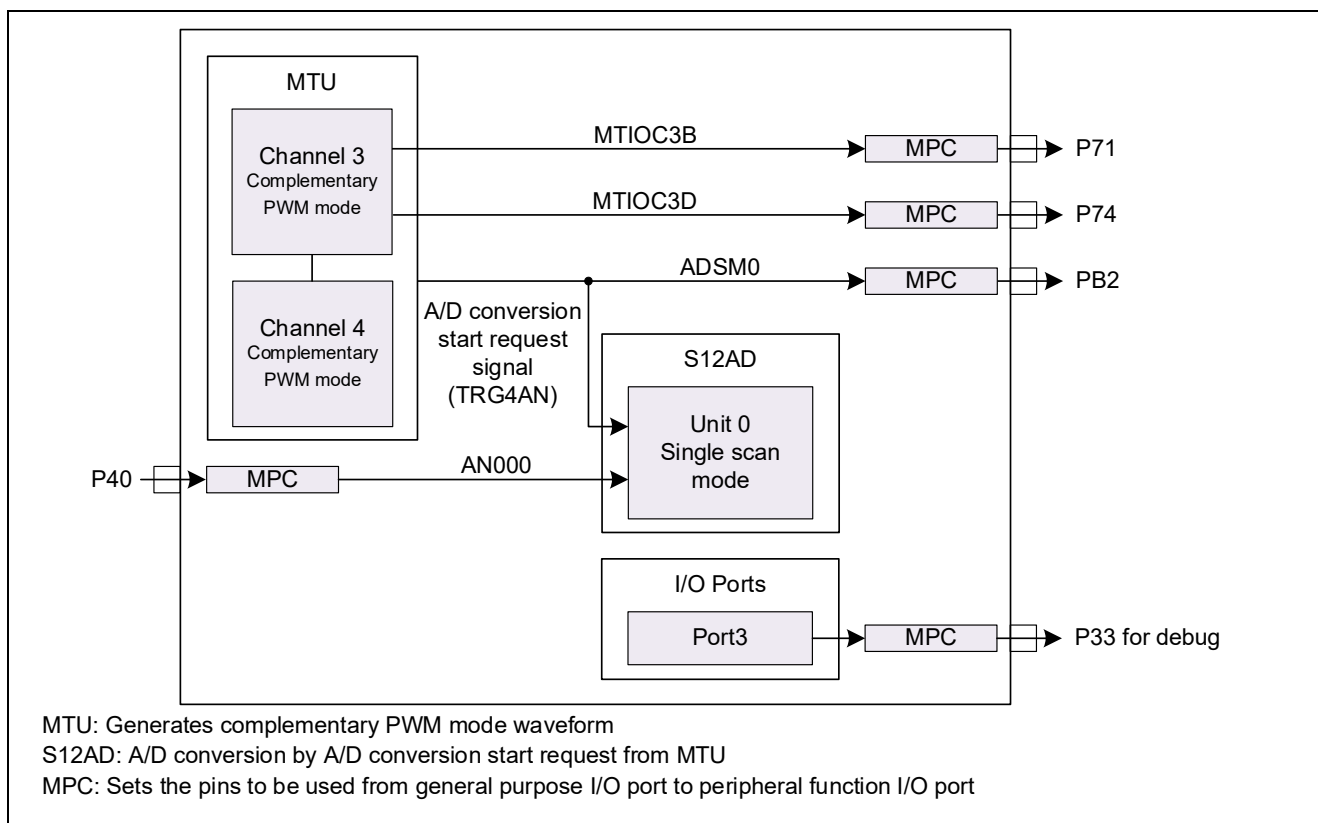 MTU
Channel 3
Complementary
PWM mode
MTIOC3B
MPC
P71
MTIOC3D
MPC
P74
ADSM0
MPC
PB2
Channel 4
Complementary
PWM mode
A/D conversion
start request
signal
(TRG4AN)
S12AD
Unit 0
Single scan
mode
P40
MPC
AN000
I/O Ports
Port3
MPC
P33 for debug
MTU: Generates complementary PWM mode waveform
S12AD: A/D conversion by A/D conversion start request from MTU
MPC: Sets the pins to be used from general purpose I/O port to peripheral function I/O port